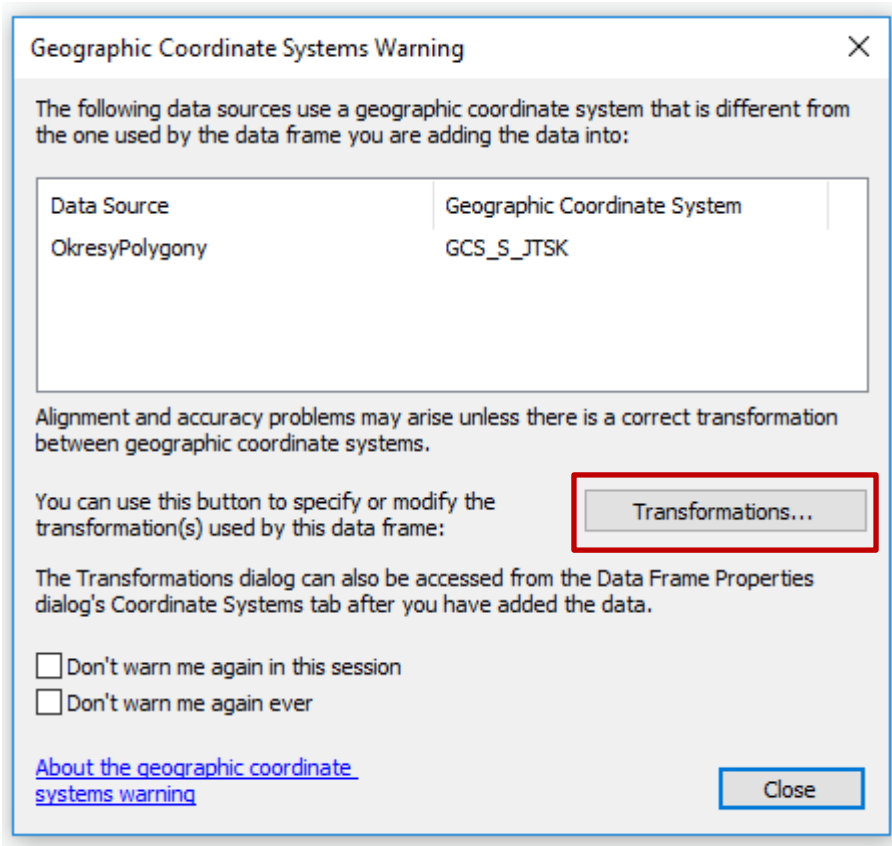 Geographic Coordinate Systems Warning
The following data sources use a geographic coordinate system that is different from
the one used by the data frame you are adding the data into:
Data Source Geographic Coordinate System
OkresyPolygony GCS_S_JTSK
Alignment and accuracy problems may arise unless there is a correct transformation
between geographic coordinate systems.
You can use this button to specify or modify the
transformation(s) used by this data frame:
Transformations...
The Transformations dialog can also be accessed from the Data Frame Properties
dialog's Coordinate Systems tab after you have added the data.
Don't warn me again in this session
Don't warn me again ever
About the geographic coordinate
systems warning
Close